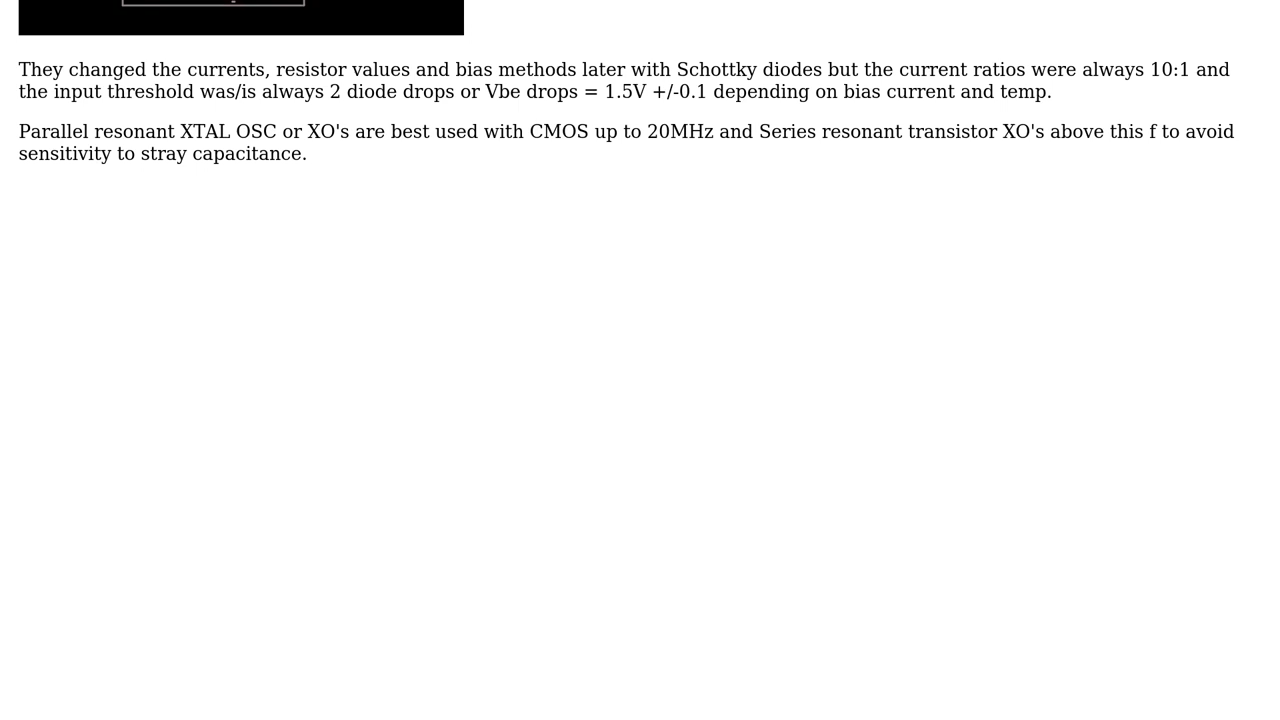 They changed the currents, resistor values and bias methods later with Schottky diodes but the current ratios were always 10:1 and
the input threshold was/is always 2 diode drops or Vbe drops = 1.5V +/-0.1 depending on bias current and temp.
Parallel resonant XTAL OSC or XO's are best used with CMOS up to 20MHz and Series resonant transistor XO's above this f to avoid
sensitivity to stray capacitance.